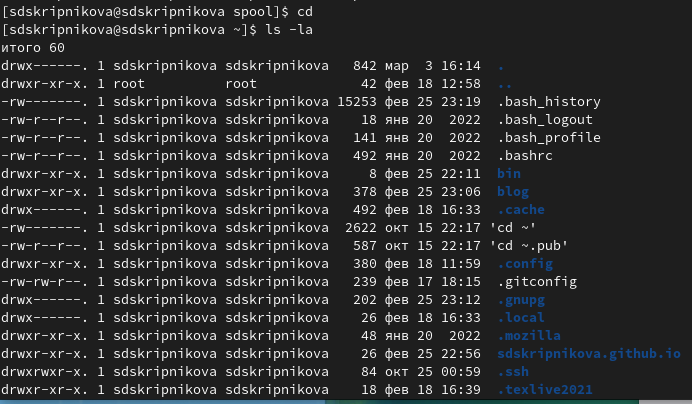 [sdskripnikova@sdskripnikova spool]$ cd
[sdskripnikova@sdskripnikova ~]$ ls -la
итого 60
drwx------. 1 sdskripnikova sdskripnikova   842 мар  3 16:14 .
drwxr-xr-x. 1 root          root             42 фев 18 12:58 ..
-rw-------. 1 sdskripnikova sdskripnikova 15253 фев 25 23:19 .bash_history
-rw-r--r--. 1 sdskripnikova sdskripnikova    18 янв 20  2022 .bash_logout
-rw-r--r--. 1 sdskripnikova sdskripnikova   141 янв 20  2022 .bash_profile
-rw-r--r--. 1 sdskripnikova sdskripnikova   492 янв 20  2022 .bashrc
drwxr-xr-x. 1 sdskripnikova sdskripnikova     8 фев 25 22:11 bin
drwxr-xr-x. 1 sdskripnikova sdskripnikova   378 фев 25 23:06 blog
drwx------. 1 sdskripnikova sdskripnikova   492 фев 18 16:33 .cache
-rw-------. 1 sdskripnikova sdskripnikova  2622 окт 15 22:17 'cd ~'
-rw-r--r--. 1 sdskripnikova sdskripnikova   587 окт 15 22:17 'cd ~.pub'
drwxr-xr-x. 1 sdskripnikova sdskripnikova   380 фев 18 11:59 .config
-rw-rw-r--. 1 sdskripnikova sdskripnikova   239 фев 17 18:15 .gitconfig
drwx------. 1 sdskripnikova sdskripnikova   202 фев 25 23:12 .gnupg
drwx------. 1 sdskripnikova sdskripnikova    26 фев 18 16:33 .local
drwxr-xr-x. 1 sdskripnikova sdskripnikova    48 янв 20  2022 .mozilla
drwxr-xr-x. 1 sdskripnikova sdskripnikova    26 фев 25 22:56 sdskripnikova.github.io
drwxrwxr-x. 1 sdskripnikova sdskripnikova    84 окт 25 00:59 .ssh
drwxr-xr-x. 1 sdskripnikova sdskripnikova    18 фев 18 16:39 .texlive2021